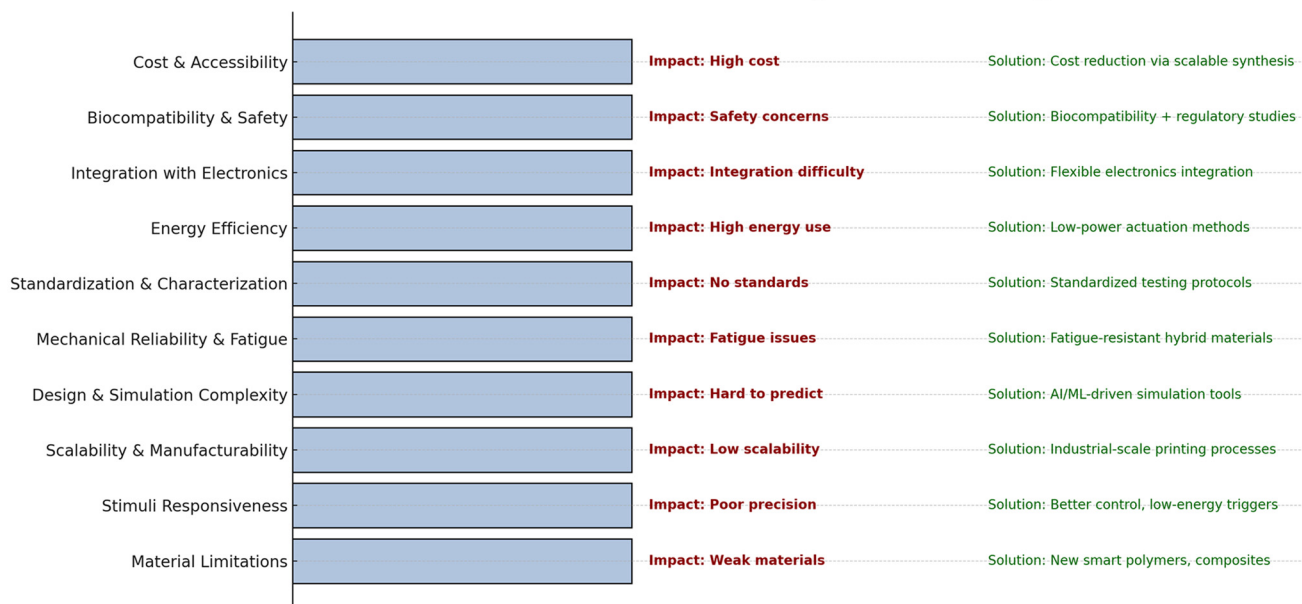 Cost & Accessibility Impact: High cost Solution: Cost reduction via scalable synthesis
Biocompatibility & Safety Impact: Safety concerns Solution: Biocompatibility + regulatory studies
Integration with Electronics Impact: Integration difficulty Solution: Flexible electronics integration
Energy Efficiency Impact: High energy use Solution: Low-power actuation methods
Standardization & Characterization Impact: No standards Solution: Standardized testing protocols
Mechanical Reliability & Fatigue Impact: Fatigue issues Solution: Fatigue-resistant hybrid materials
Design & Simulation Complexity Impact: Hard to predict Solution: AI/ML-driven simulation tools
Scalability & Manufacturability Impact: Low scalability Solution: Industrial-scale printing processes
Stimuli Responsiveness Impact: Poor precision Solution: Better control, low-energy triggers
Material Limitations Impact: Weak materials Solution: New smart polymers, composites